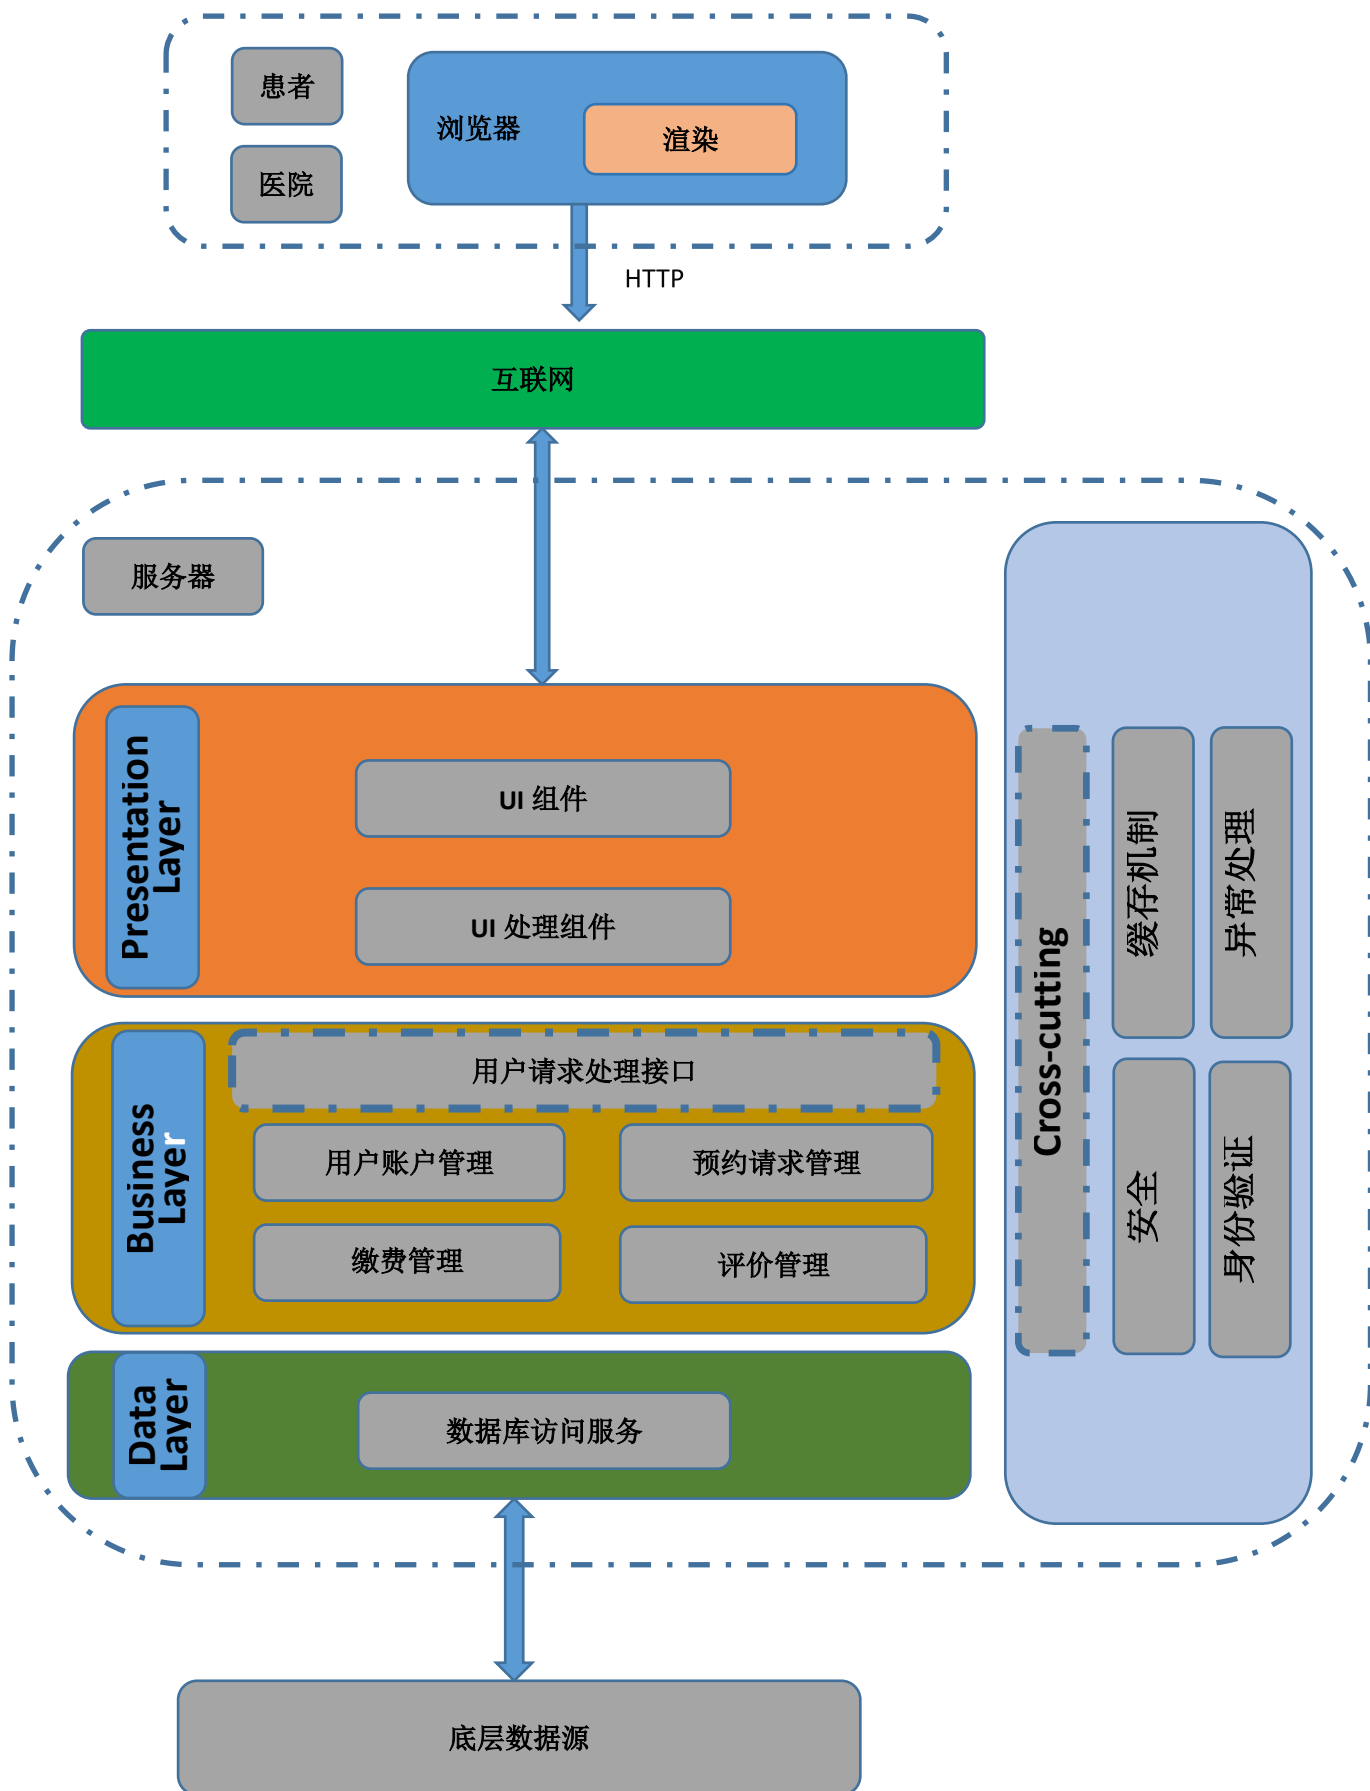 患者
浏览器
渲染
医院
HTTP
互联网
服务器
Presentation
Layer
UI 组件
UI 处理组件
Business
Layer
用户请求处理接口
用户账户管理
预约请求管理
缴费管理
评价管理
Data
Layer
数据库访问服务
Cross-cutting
缓存机制
异常处理
安全
身份验证
底层数据源